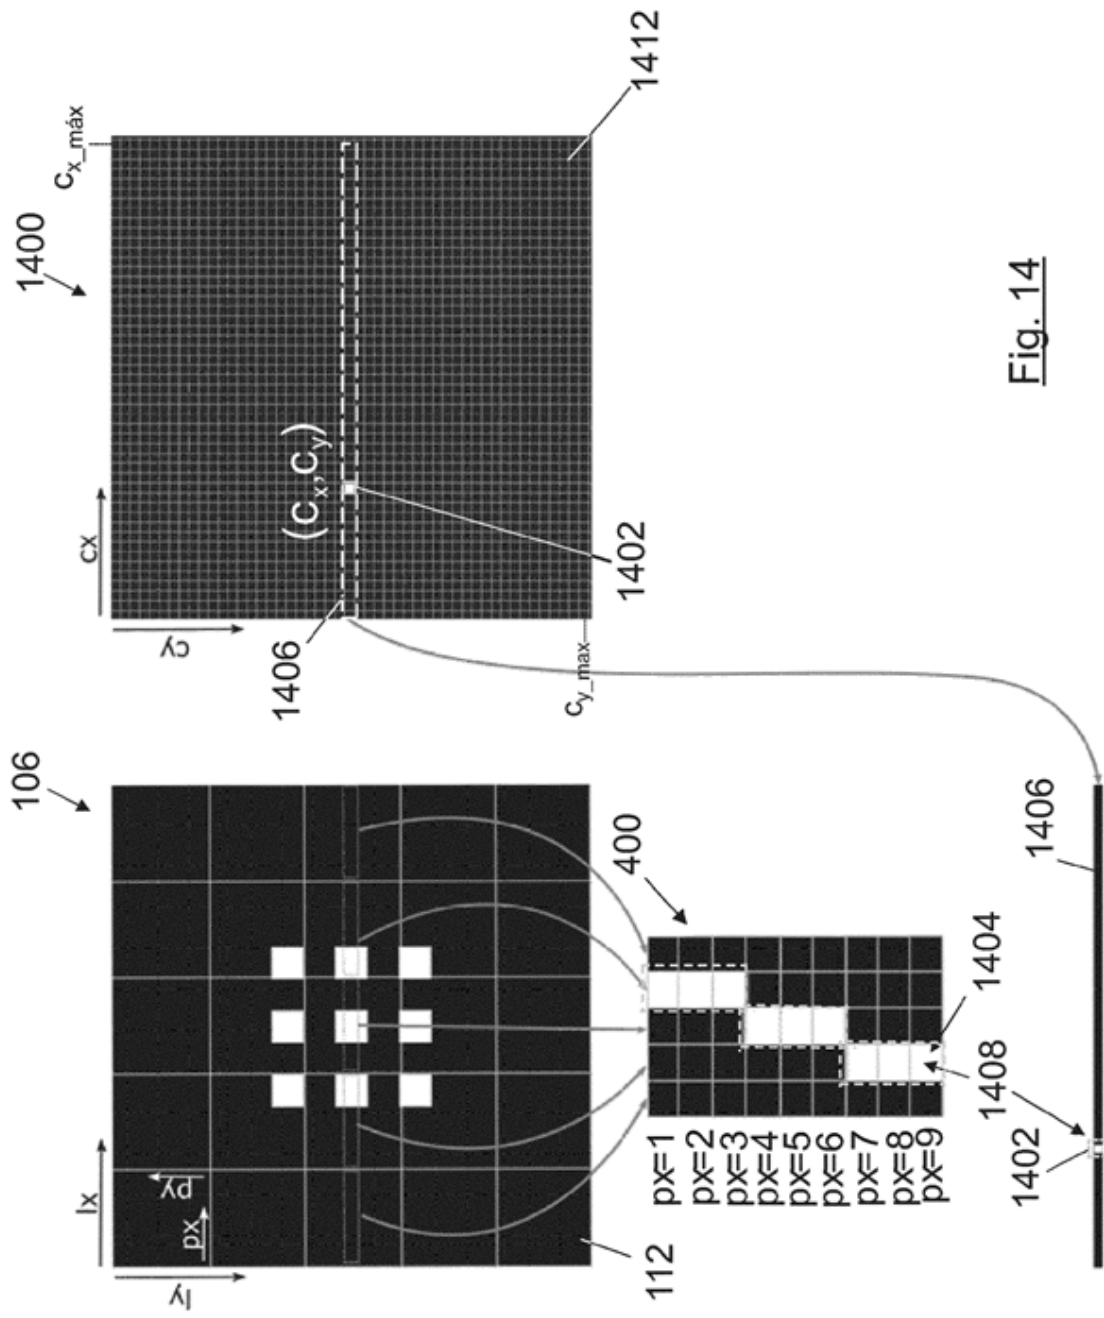 1400
c_x_máx
cx
cy
(c_x,c_y)
1412
1406
1402
c_y_máx
106
lx
ly
px
py
112
400
px=1
px=2
px=3
px=4
px=5
px=6
px=7
px=8
px=9
1404
1408
1402
1406
Fig. 14